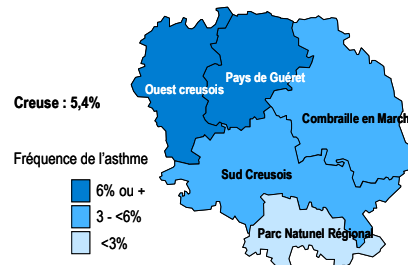 Ouest creusois
Pays de Guéret
Creuse : 5,4%
Combraille en March
Fréquence de l'asthme
Sud Creusois
6% ou +
3 - <6%
<3%
Parc Natunel Régional